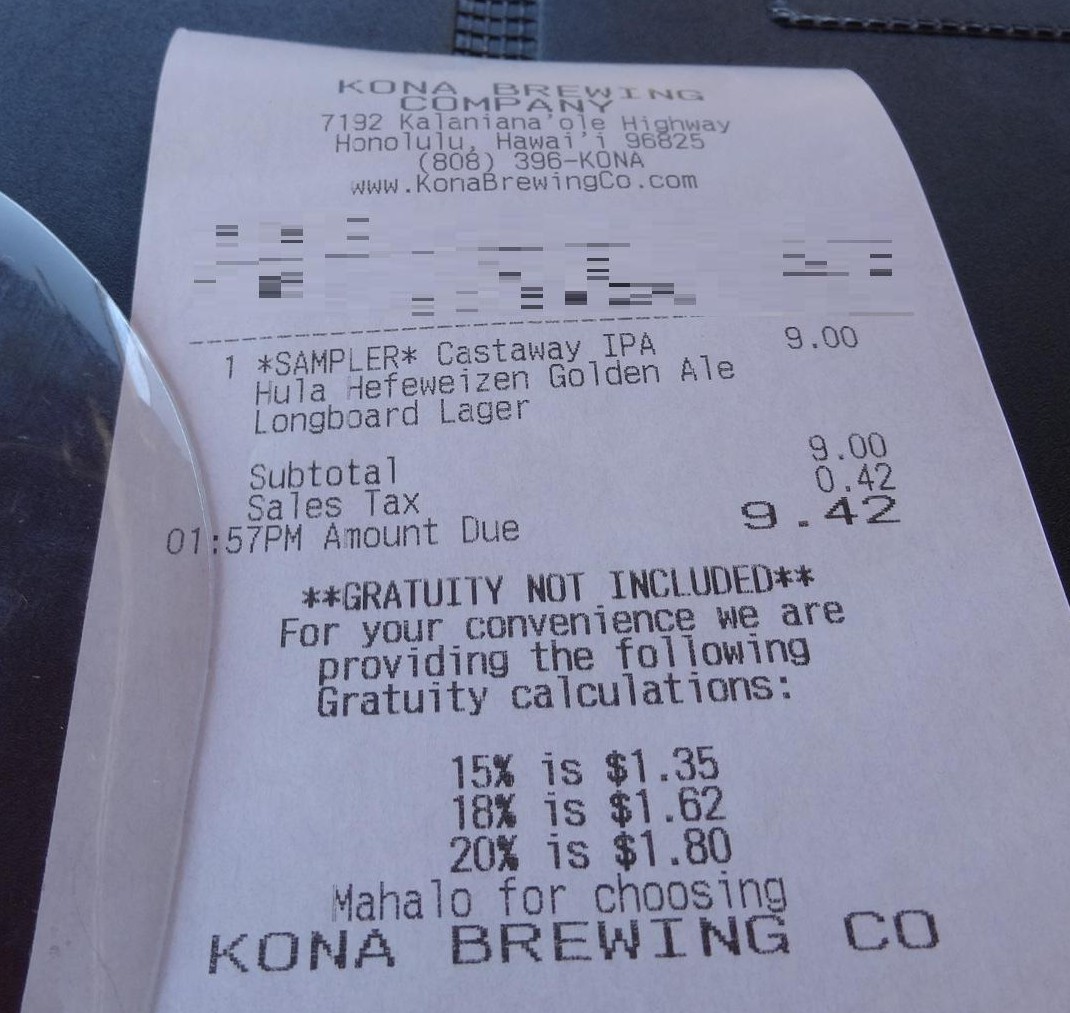 KONA BREWING
COMPANY
7192 Kalaniana'ole Highway
Honolulu, Hawai'i 96825
(808) 396-KONA
www.KonaBrewingCo.com
1 *SAMPLER* Castaway IPA 9.00
Hula Hefeweizen Golden Ale
Longboard Lager
Subtotal 9.00
Sales Tax 0.42
01:57PM Amount Due 9.42
**GRATUITY NOT INCLUDED**
For your convenience we are
providing the following
Gratuity calculations:
15% is $1.35
18% is $1.62
20% is $1.80
Mahalo for choosing
KONA BREWING CO